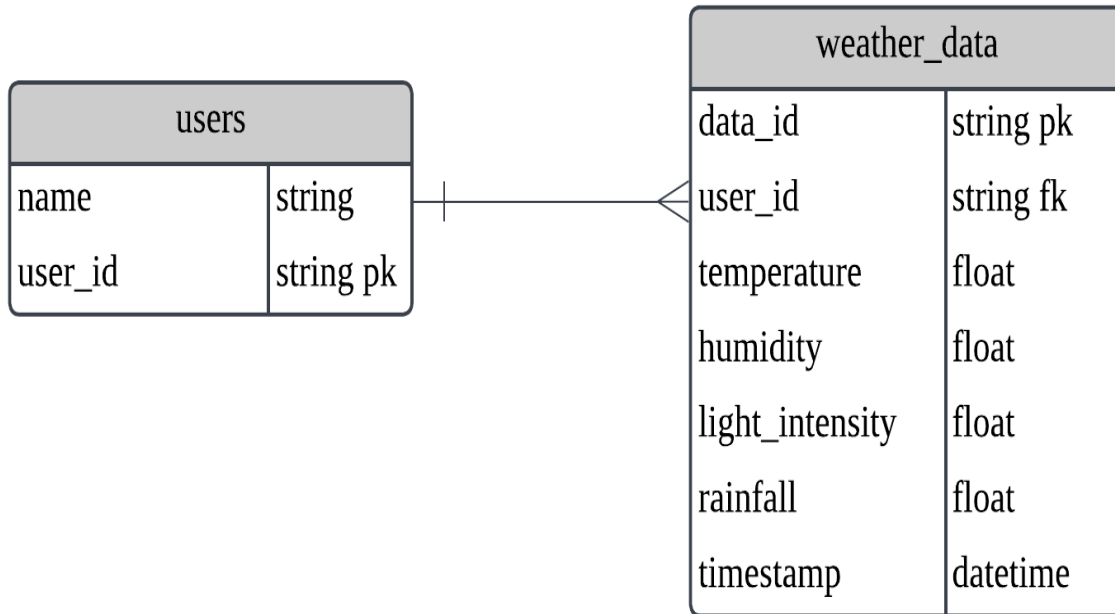 users
name string
user_id string pk
weather_data
data_id string pk
user_id string fk
temperature float
humidity float
light_intensity float
rainfall float
timestamp datetime